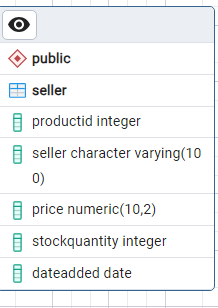 public
seller
productid integer
seller character varying(10
0)
price numeric(10,2)
stockquantity integer
dateadded date